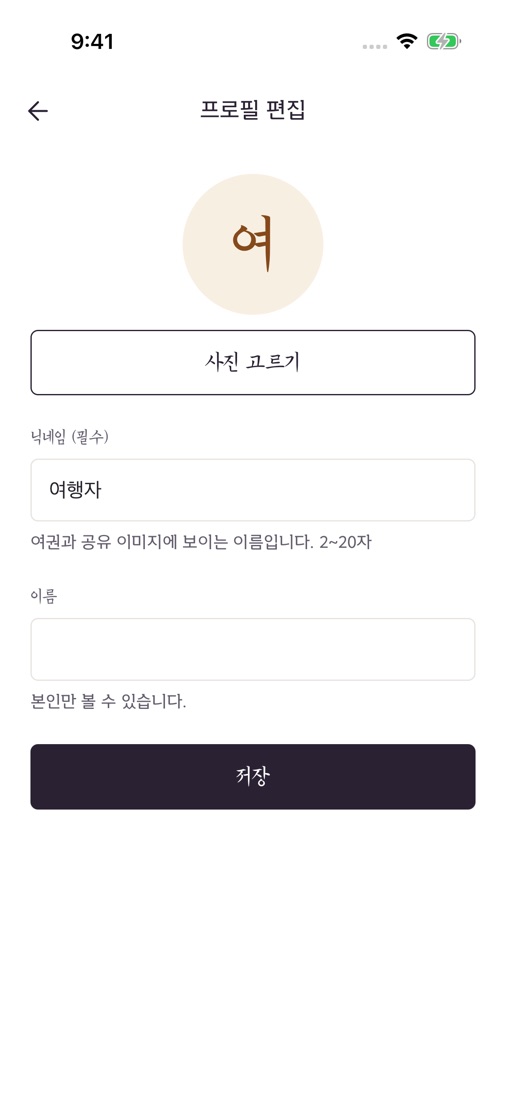 9:41
프로필 편집
여
사진 고르기
닉네임 (필수)
여행자
여권과 공유 이미지에 보이는 이름입니다. 2~20자
이름
본인만 볼 수 있습니다.
저장